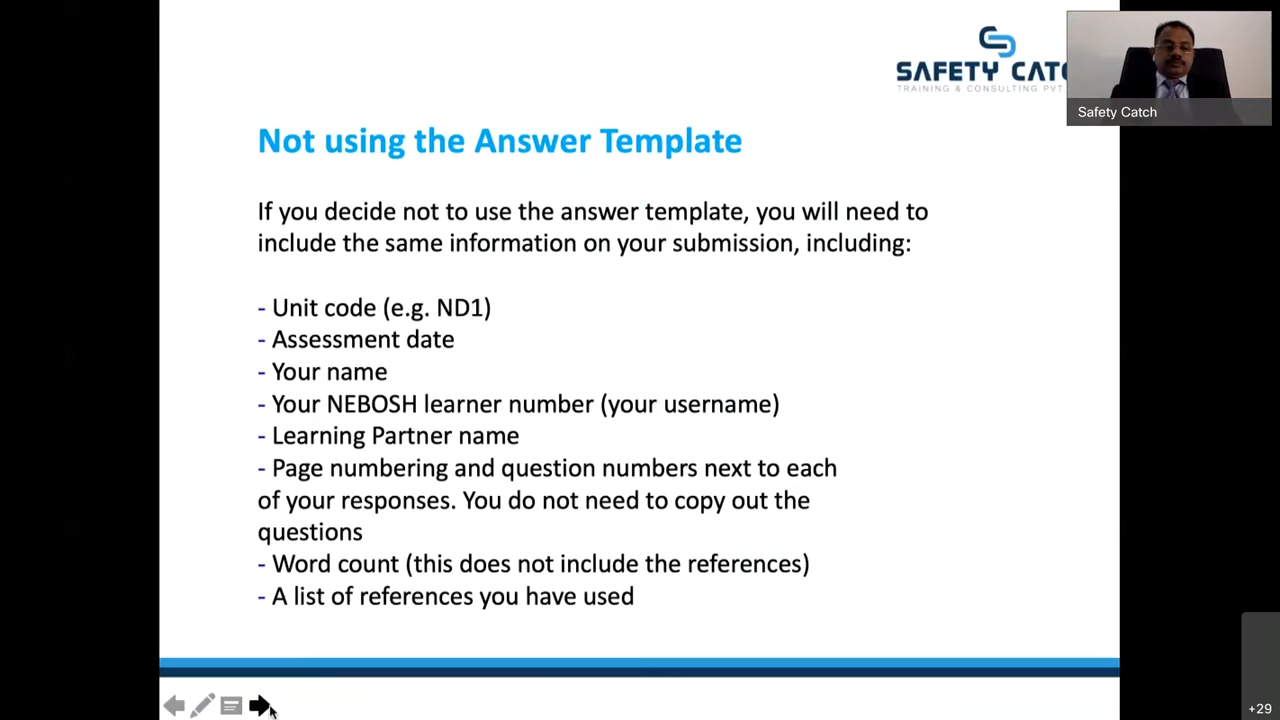 SAFETY CATC
TRAINING & CONSULTING PVT
Safety Catch
Not using the Answer Template
If you decide not to use the answer template, you will need to
include the same information on your submission, including:
- Unit code (e.g. ND1)
- Assessment date
- Your name
- Your NEBOSH learner number (your username)
- Learning Partner name
- Page numbering and question numbers next to each
of your responses. You do not need to copy out the
questions
- Word count (this does not include the references)
- A list of references you have used
+29